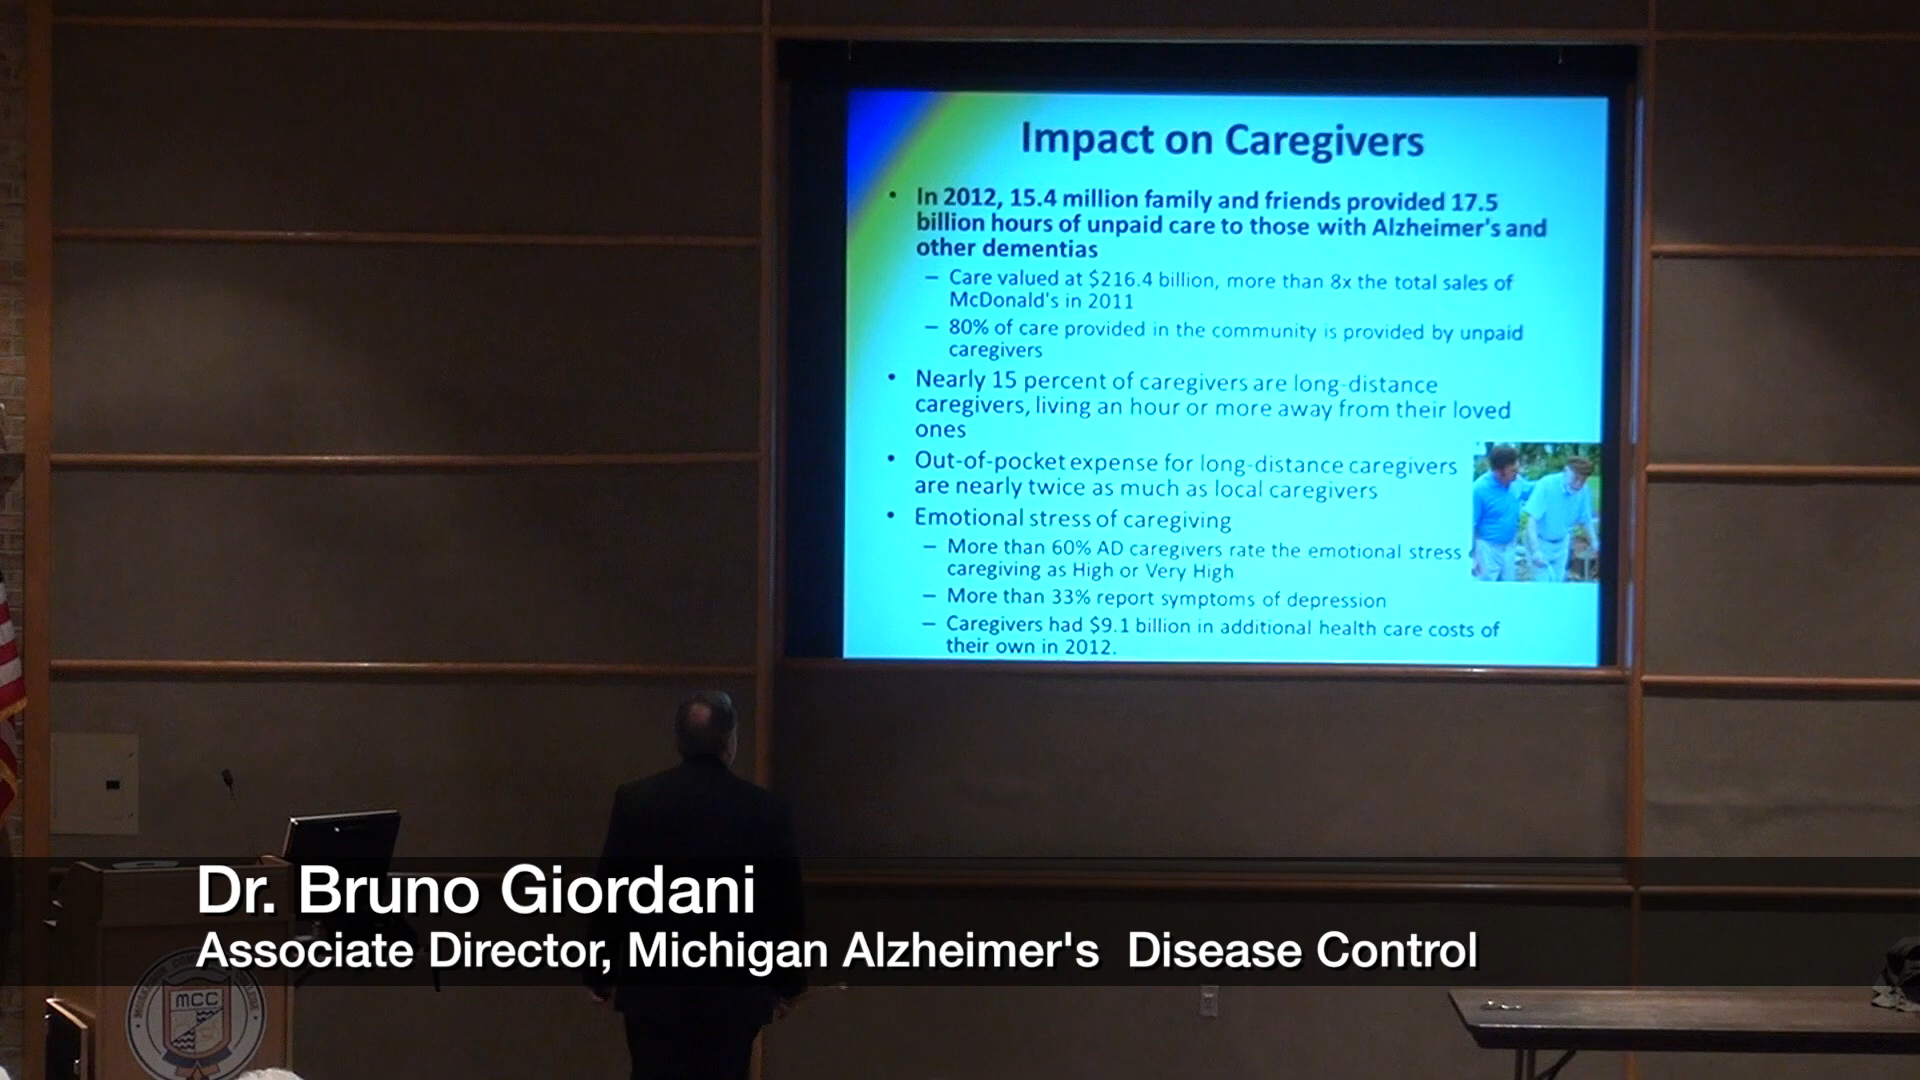 Impact on Caregivers
• In 2012, 15.4 million family and friends provided 17.5
billion hours of unpaid care to those with Alzheimer's and
other dementias
– Care valued at $216.4 billion, more than 8x the total sales of
McDonald's in 2011
– 80% of care provided in the community is provided by unpaid
caregivers
• Nearly 15 percent of caregivers are long-distance
caregivers, living an hour or more away from their loved
ones
• Out-of-pocket expense for long-distance caregivers
are nearly twice as much as local caregivers
• Emotional stress of caregiving
– More than 60% AD caregivers rate the emotional stress
caregiving as High or Very High
– More than 33% report symptoms of depression
– Caregivers had $9.1 billion in additional health care costs of
their own in 2012.
Dr. Bruno Giordani
Associate Director, Michigan Alzheimer's Disease Control
MCC